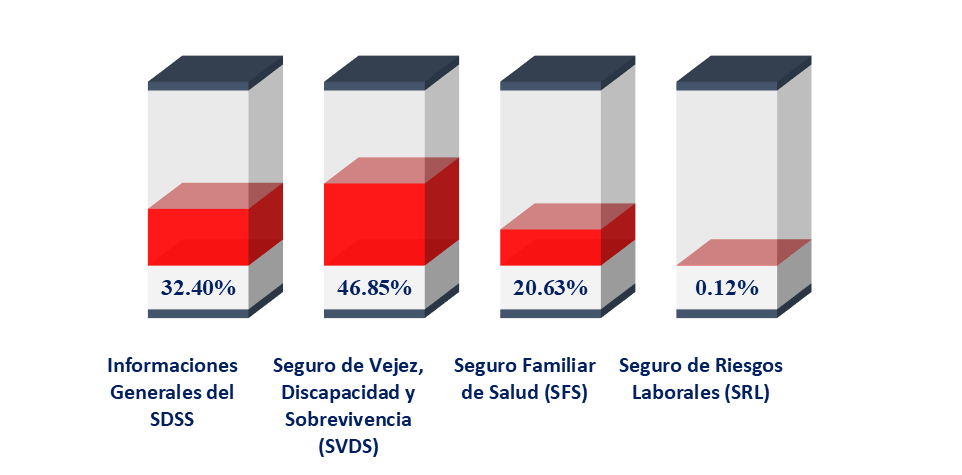 32.40%
46.85%
20.63%
0.12%
Informaciones
Generales del
SDSS
Seguro de Vejez,
Discapacidad y
Sobrevivencia
(SVDS)
Seguro Familiar
de Salud (SFS)
Seguro de Riesgos
Laborales (SRL)